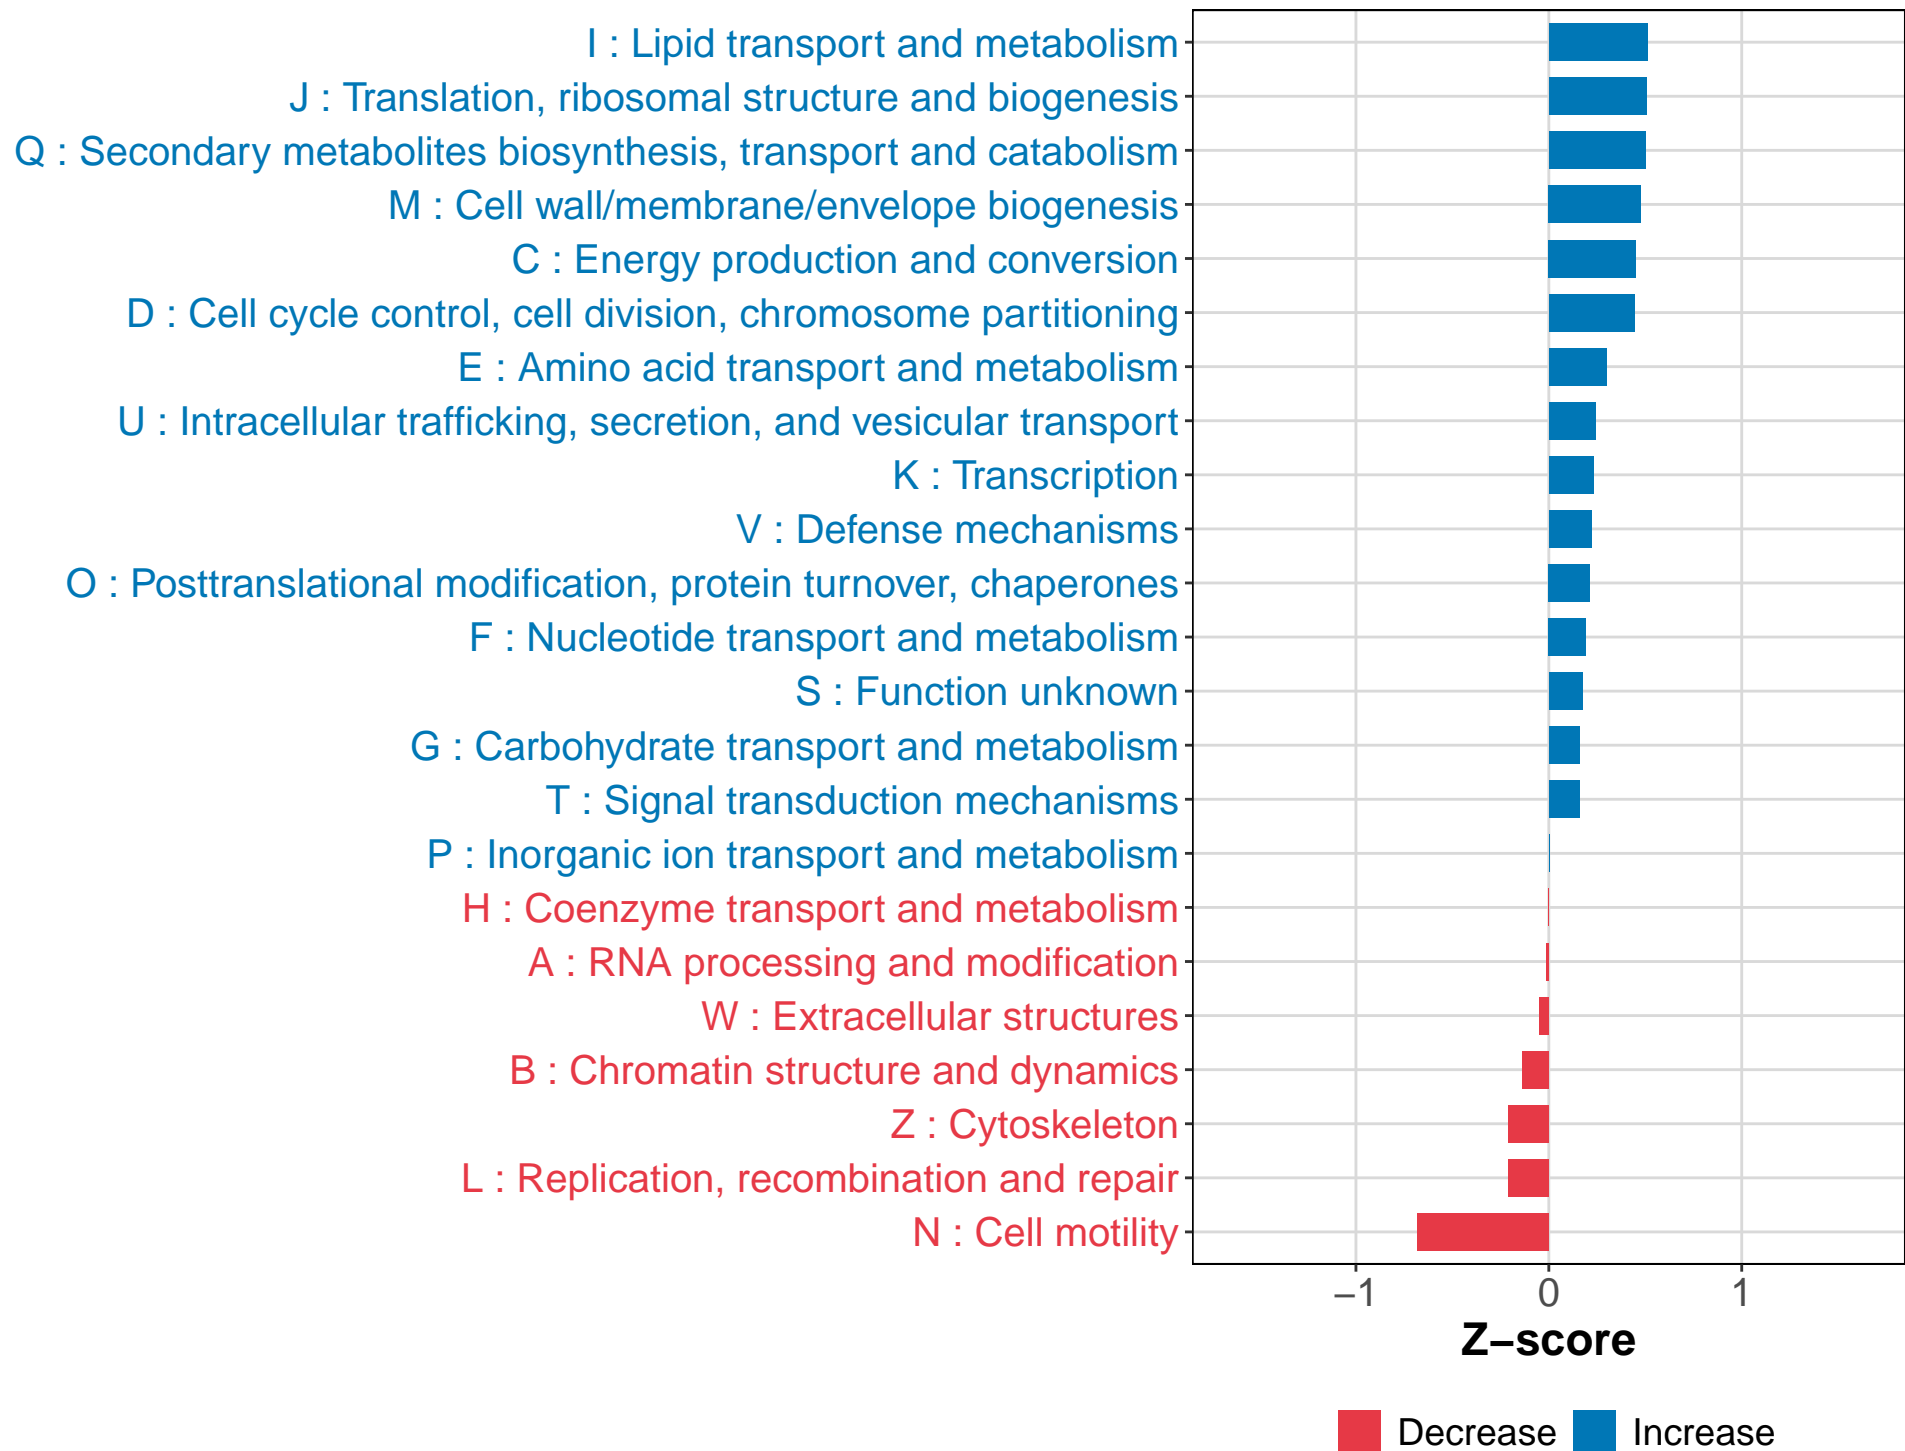 I : Lipid transport and metabolism
J : Translation, ribosomal structure and biogenesis
Q : Secondary metabolites biosynthesis, transport and catabolism
M : Cell wall/membrane/envelope biogenesis
C : Energy production and conversion
D : Cell cycle control, cell division, chromosome partitioning
E : Amino acid transport and metabolism
U : Intracellular trafficking, secretion, and vesicular transport
K : Transcription
V : Defense mechanisms
O : Posttranslational modification, protein turnover, chaperones
F : Nucleotide transport and metabolism
S : Function unknown
G : Carbohydrate transport and metabolism
T : Signal transduction mechanisms
P : Inorganic ion transport and metabolism
H : Coenzyme transport and metabolism
A : RNA processing and modification
W : Extracellular structures
B : Chromatin structure and dynamics
Z : Cytoskeleton
L : Replication, recombination and repair
N : Cell motility
−1 0 1
Z−score
Decrease Increase